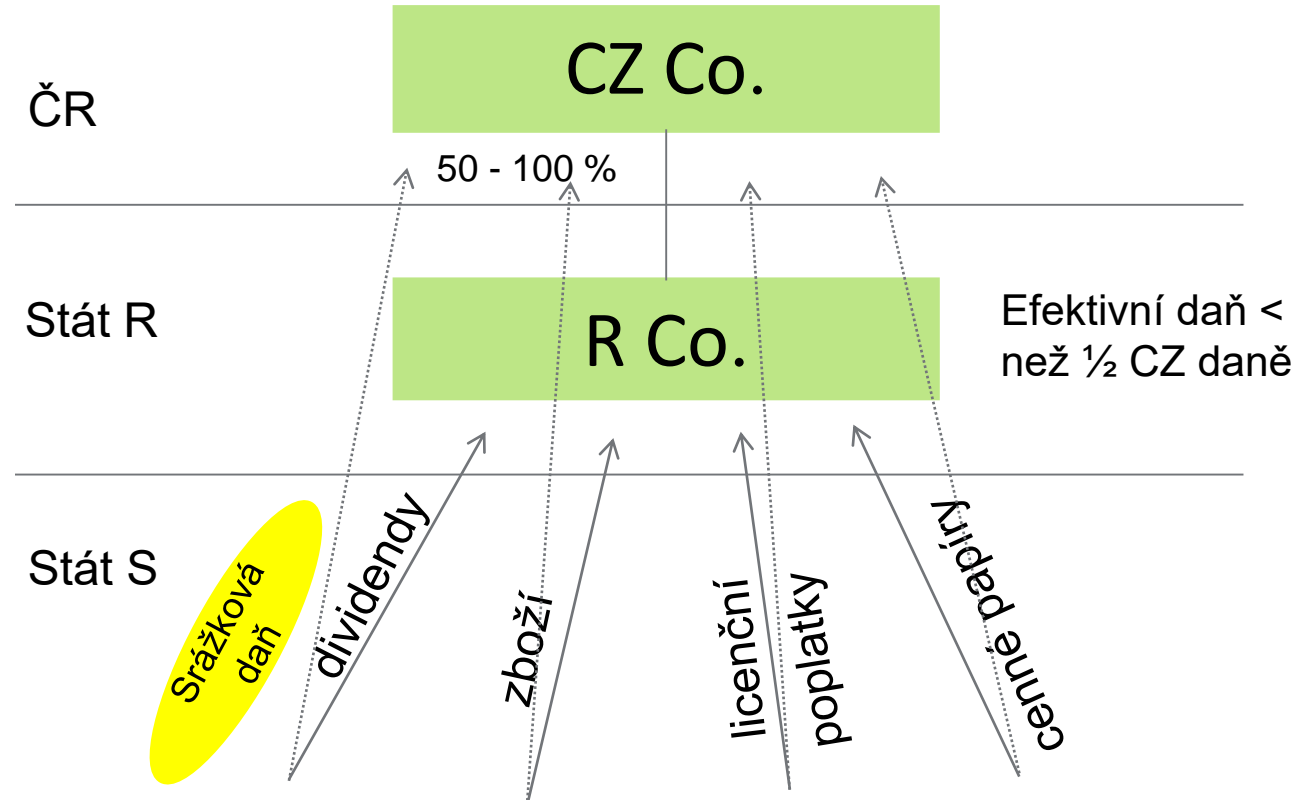 CZ Co.
ČR
50 - 100 %
Stát R
R Co.
Efektivní daň <
než ½ CZ daně
Stát S
Srážková
daň
dividendy
zboží
licenční
poplatky
cenné papíry